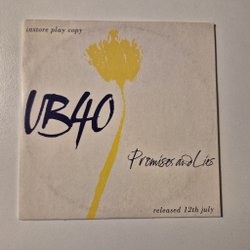 instore play copy
UB40
Promises and Lies
released 12th july